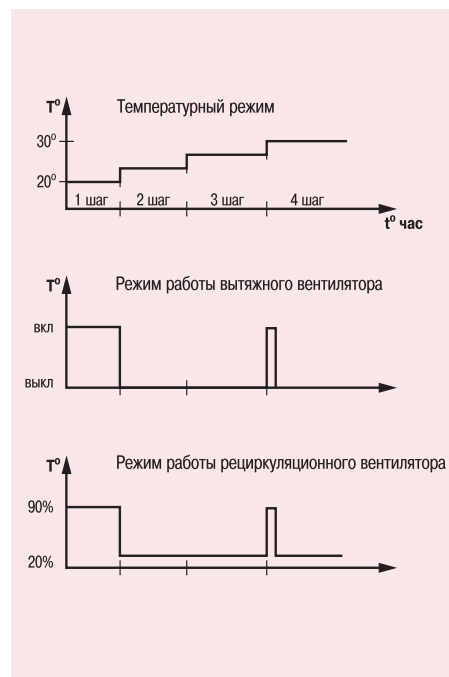 T° Температурный режим
30°
20°
1 шаг 2 шаг 3 шаг 4 шаг
t° час
T° Режим работы вытяжного вентилятора
вкл
выкл
T° Режим работы рециркуляционного вентилятора
90%
20%